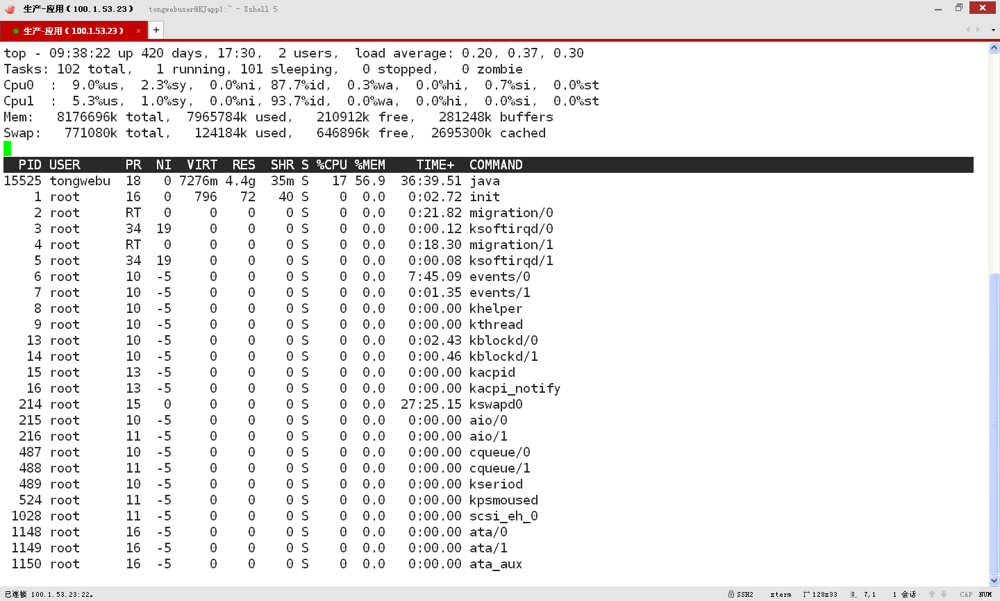 生产-应用（100.1.53.23） tongwebuser@KJapp1:~ - Xshell 5
生产-应用（100.1.53.23） × +
top - 09:38:22 up 420 days, 17:30,  2 users,  load average: 0.20, 0.37, 0.30
Tasks: 102 total,   1 running, 101 sleeping,   0 stopped,   0 zombie
Cpu0  :  9.0%us,  2.3%sy,  0.0%ni, 87.7%id,  0.3%wa,  0.0%hi,  0.7%si,  0.0%st
Cpu1  :  5.3%us,  1.0%sy,  0.0%ni, 93.7%id,  0.0%wa,  0.0%hi,  0.0%si,  0.0%st
Mem:   8176696k total,  7965784k used,   210912k free,   281248k buffers
Swap:   771080k total,   124184k used,   646896k free,  2695300k cached
  PID USER      PR  NI  VIRT  RES  SHR S %CPU %MEM    TIME+  COMMAND
15525 tongwebu  18   0 7276m 4.4g  35m S   17 56.9  36:39.51 java
    1 root      16   0   796   72   40 S    0  0.0   0:02.72 init
    2 root      RT   0     0    0    0 S    0  0.0   0:21.82 migration/0
    3 root      34  19     0    0    0 S    0  0.0   0:00.12 ksoftirqd/0
    4 root      RT   0     0    0    0 S    0  0.0   0:18.30 migration/1
    5 root      34  19     0    0    0 S    0  0.0   0:00.08 ksoftirqd/1
    6 root      10  -5     0    0    0 S    0  0.0   7:45.09 events/0
    7 root      10  -5     0    0    0 S    0  0.0   0:01.35 events/1
    8 root      10  -5     0    0    0 S    0  0.0   0:00.00 khelper
    9 root      10  -5     0    0    0 S    0  0.0   0:00.00 kthread
   13 root      10  -5     0    0    0 S    0  0.0   0:02.43 kblockd/0
   14 root      10  -5     0    0    0 S    0  0.0   0:00.46 kblockd/1
   15 root      13  -5     0    0    0 S    0  0.0   0:00.00 kacpid
   16 root      13  -5     0    0    0 S    0  0.0   0:00.00 kacpi_notify
  214 root      15   0     0    0    0 S    0  0.0  27:25.15 kswapd0
  215 root      10  -5     0    0    0 S    0  0.0   0:00.00 aio/0
  216 root      11  -5     0    0    0 S    0  0.0   0:00.00 aio/1
  487 root      10  -5     0    0    0 S    0  0.0   0:00.00 cqueue/0
  488 root      11  -5     0    0    0 S    0  0.0   0:00.00 cqueue/1
  489 root      10  -5     0    0    0 S    0  0.0   0:00.00 kseriod
  524 root      11  -5     0    0    0 S    0  0.0   0:00.00 kpsmoused
 1028 root      11  -5     0    0    0 S    0  0.0   0:00.00 scsi_eh_0
 1148 root      16  -5     0    0    0 S    0  0.0   0:00.00 ata/0
 1149 root      16  -5     0    0    0 S    0  0.0   0:00.00 ata/1
 1150 root      16  -5     0    0    0 S    0  0.0   0:00.00 ata_aux
已连接 100.1.53.23:22。 SSH2 xterm 128x33 7,1 1 会话 CAP NUM